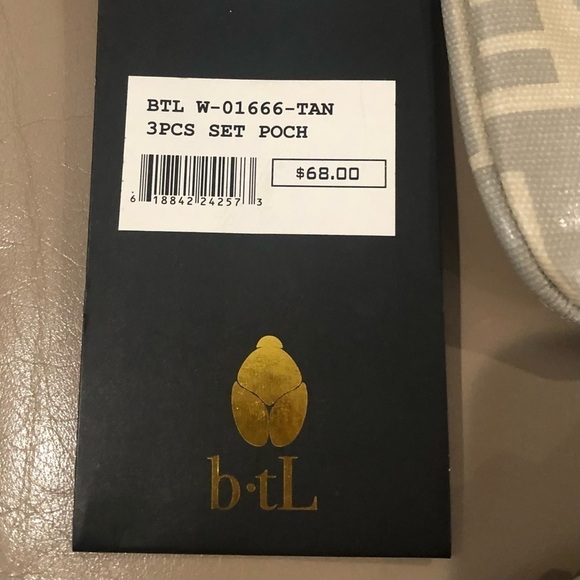 BTL W-01666-TAN
3PCS SET POCH
$68.00
6 18842 24257 3
b·tL